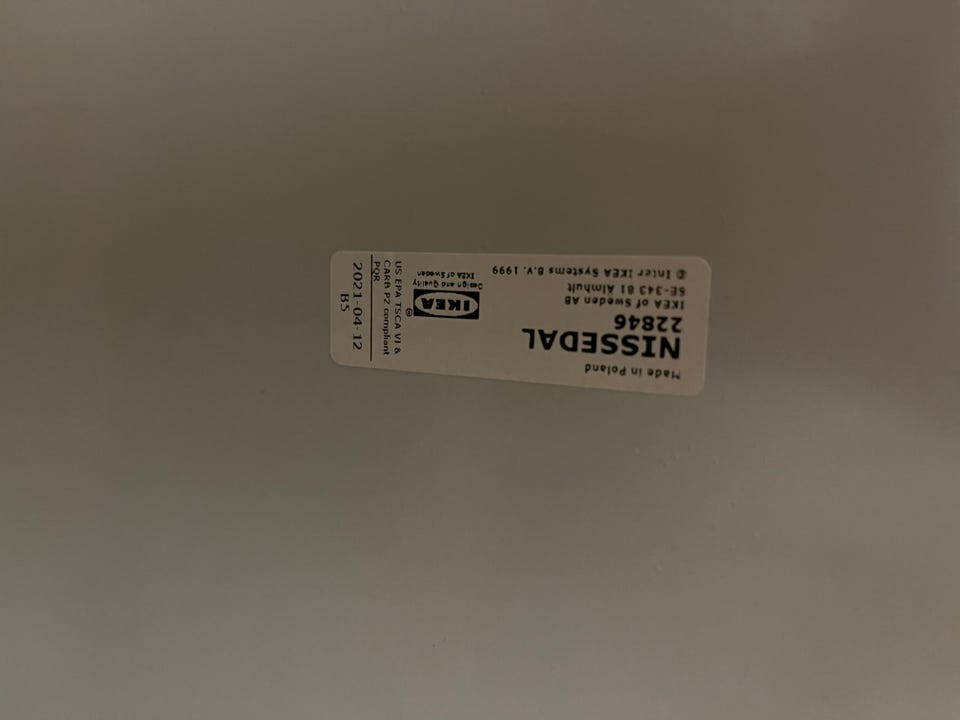 Made in Poland
NISSEDAL
22846
IKEA of Sweden AB
SE-343 81 Älmhult
© Inter IKEA Systems B.V. 1999
IKEA
®
Design and Quality
IKEA of Sweden
US EPA TSCA VI &
CARB P2 compliant
PQR
2021-04-12
B5